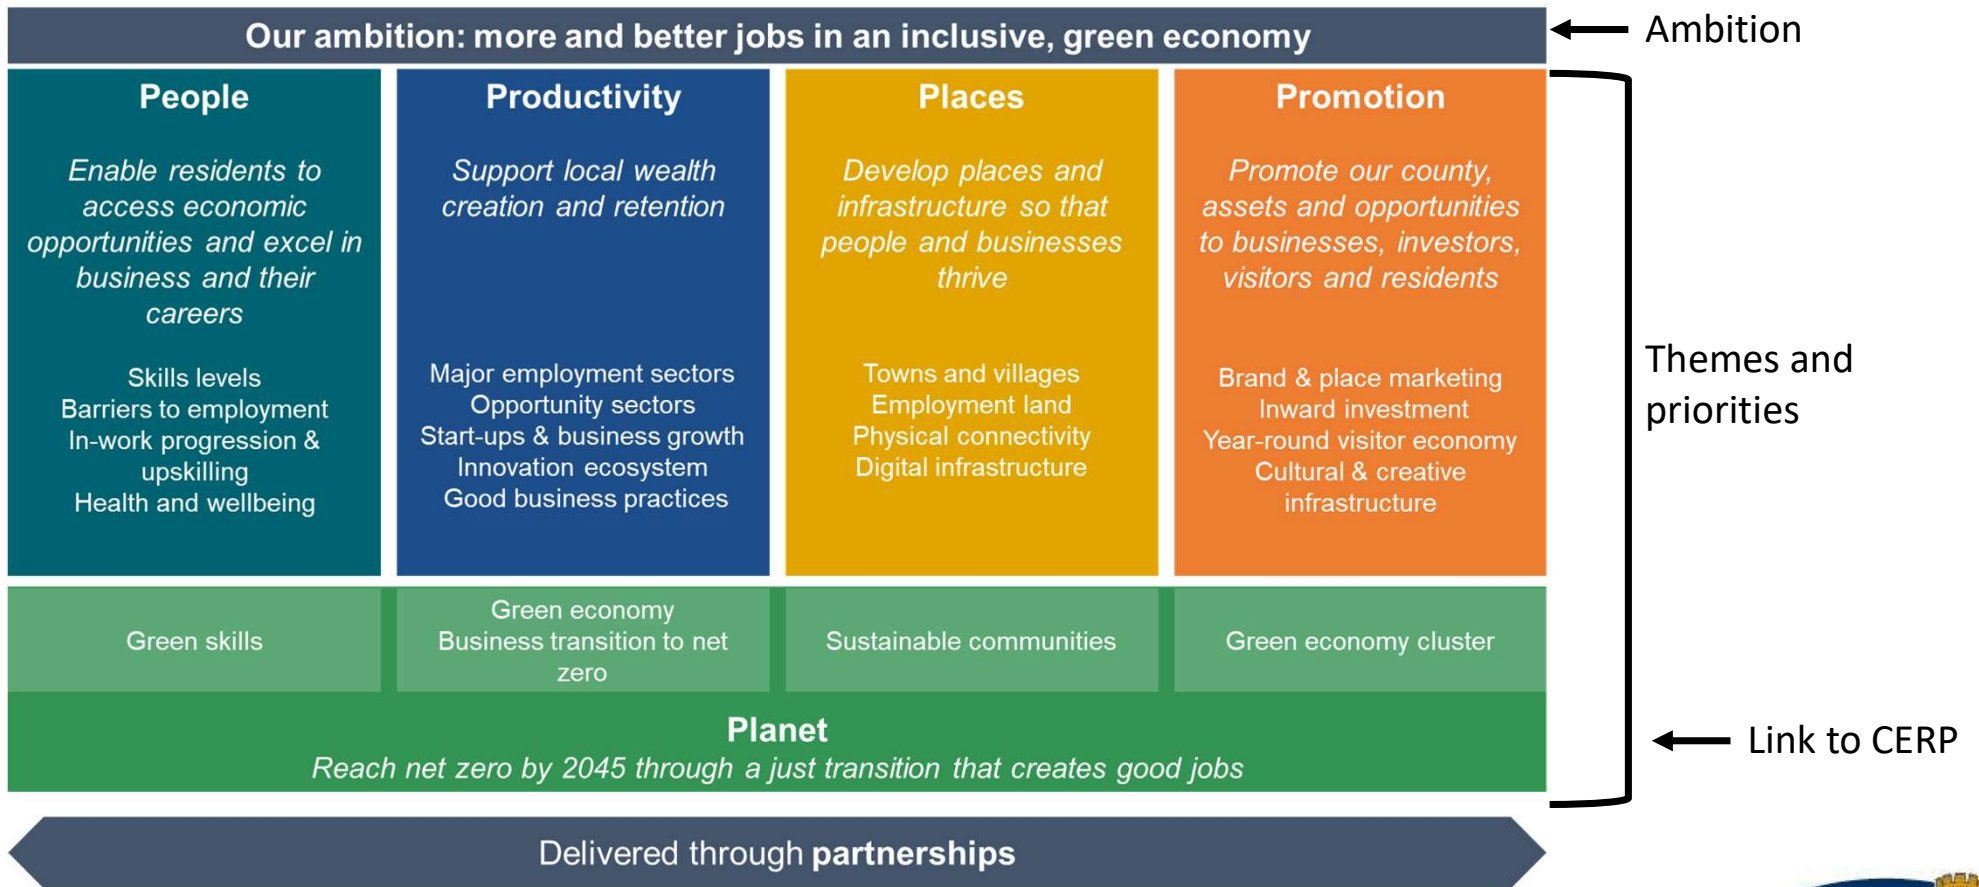 Our ambition: more and better jobs in an inclusive, green economy
Ambition
People
Enable residents to
access economic
opportunities and excel in
business and their
careers
Skills levels
Barriers to employment
In-work progression &
upskilling
Health and wellbeing
Productivity
Support local wealth
creation and retention
Major employment sectors
Opportunity sectors
Start-ups & business growth
Innovation ecosystem
Good business practices
Places
Develop places and
infrastructure so that
people and businesses
thrive
Towns and villages
Employment land
Physical connectivity
Digital infrastructure
Promotion
Promote our county,
assets and opportunities
to businesses, investors,
visitors and residents
Brand & place marketing
Inward investment
Year-round visitor economy
Cultural & creative
infrastructure
Themes and
priorities
Green skills
Green economy
Business transition to net
zero
Sustainable communities
Green economy cluster
Planet
Reach net zero by 2045 through a just transition that creates good jobs
Link to CERP
Delivered through partnerships